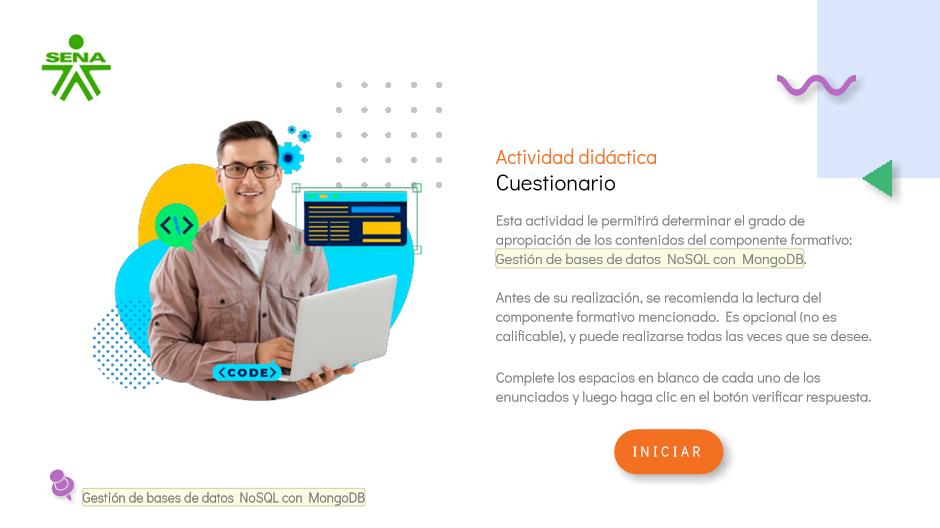 SENA
Actividad didáctica
Cuestionario
Esta actividad le permitirá determinar el grado de
apropiación de los contenidos del componente formativo:
Gestión de bases de datos NoSQL con MongoDB.
Antes de su realización, se recomienda la lectura del
componente formativo mencionado. Es opcional (no es
calificable), y puede realizarse todas las veces que se desee.
Complete los espacios en blanco de cada uno de los
enunciados y luego haga clic en el botón verificar respuesta.
<CODE>
INICIAR
Gestión de bases de datos NoSQL con MongoDB